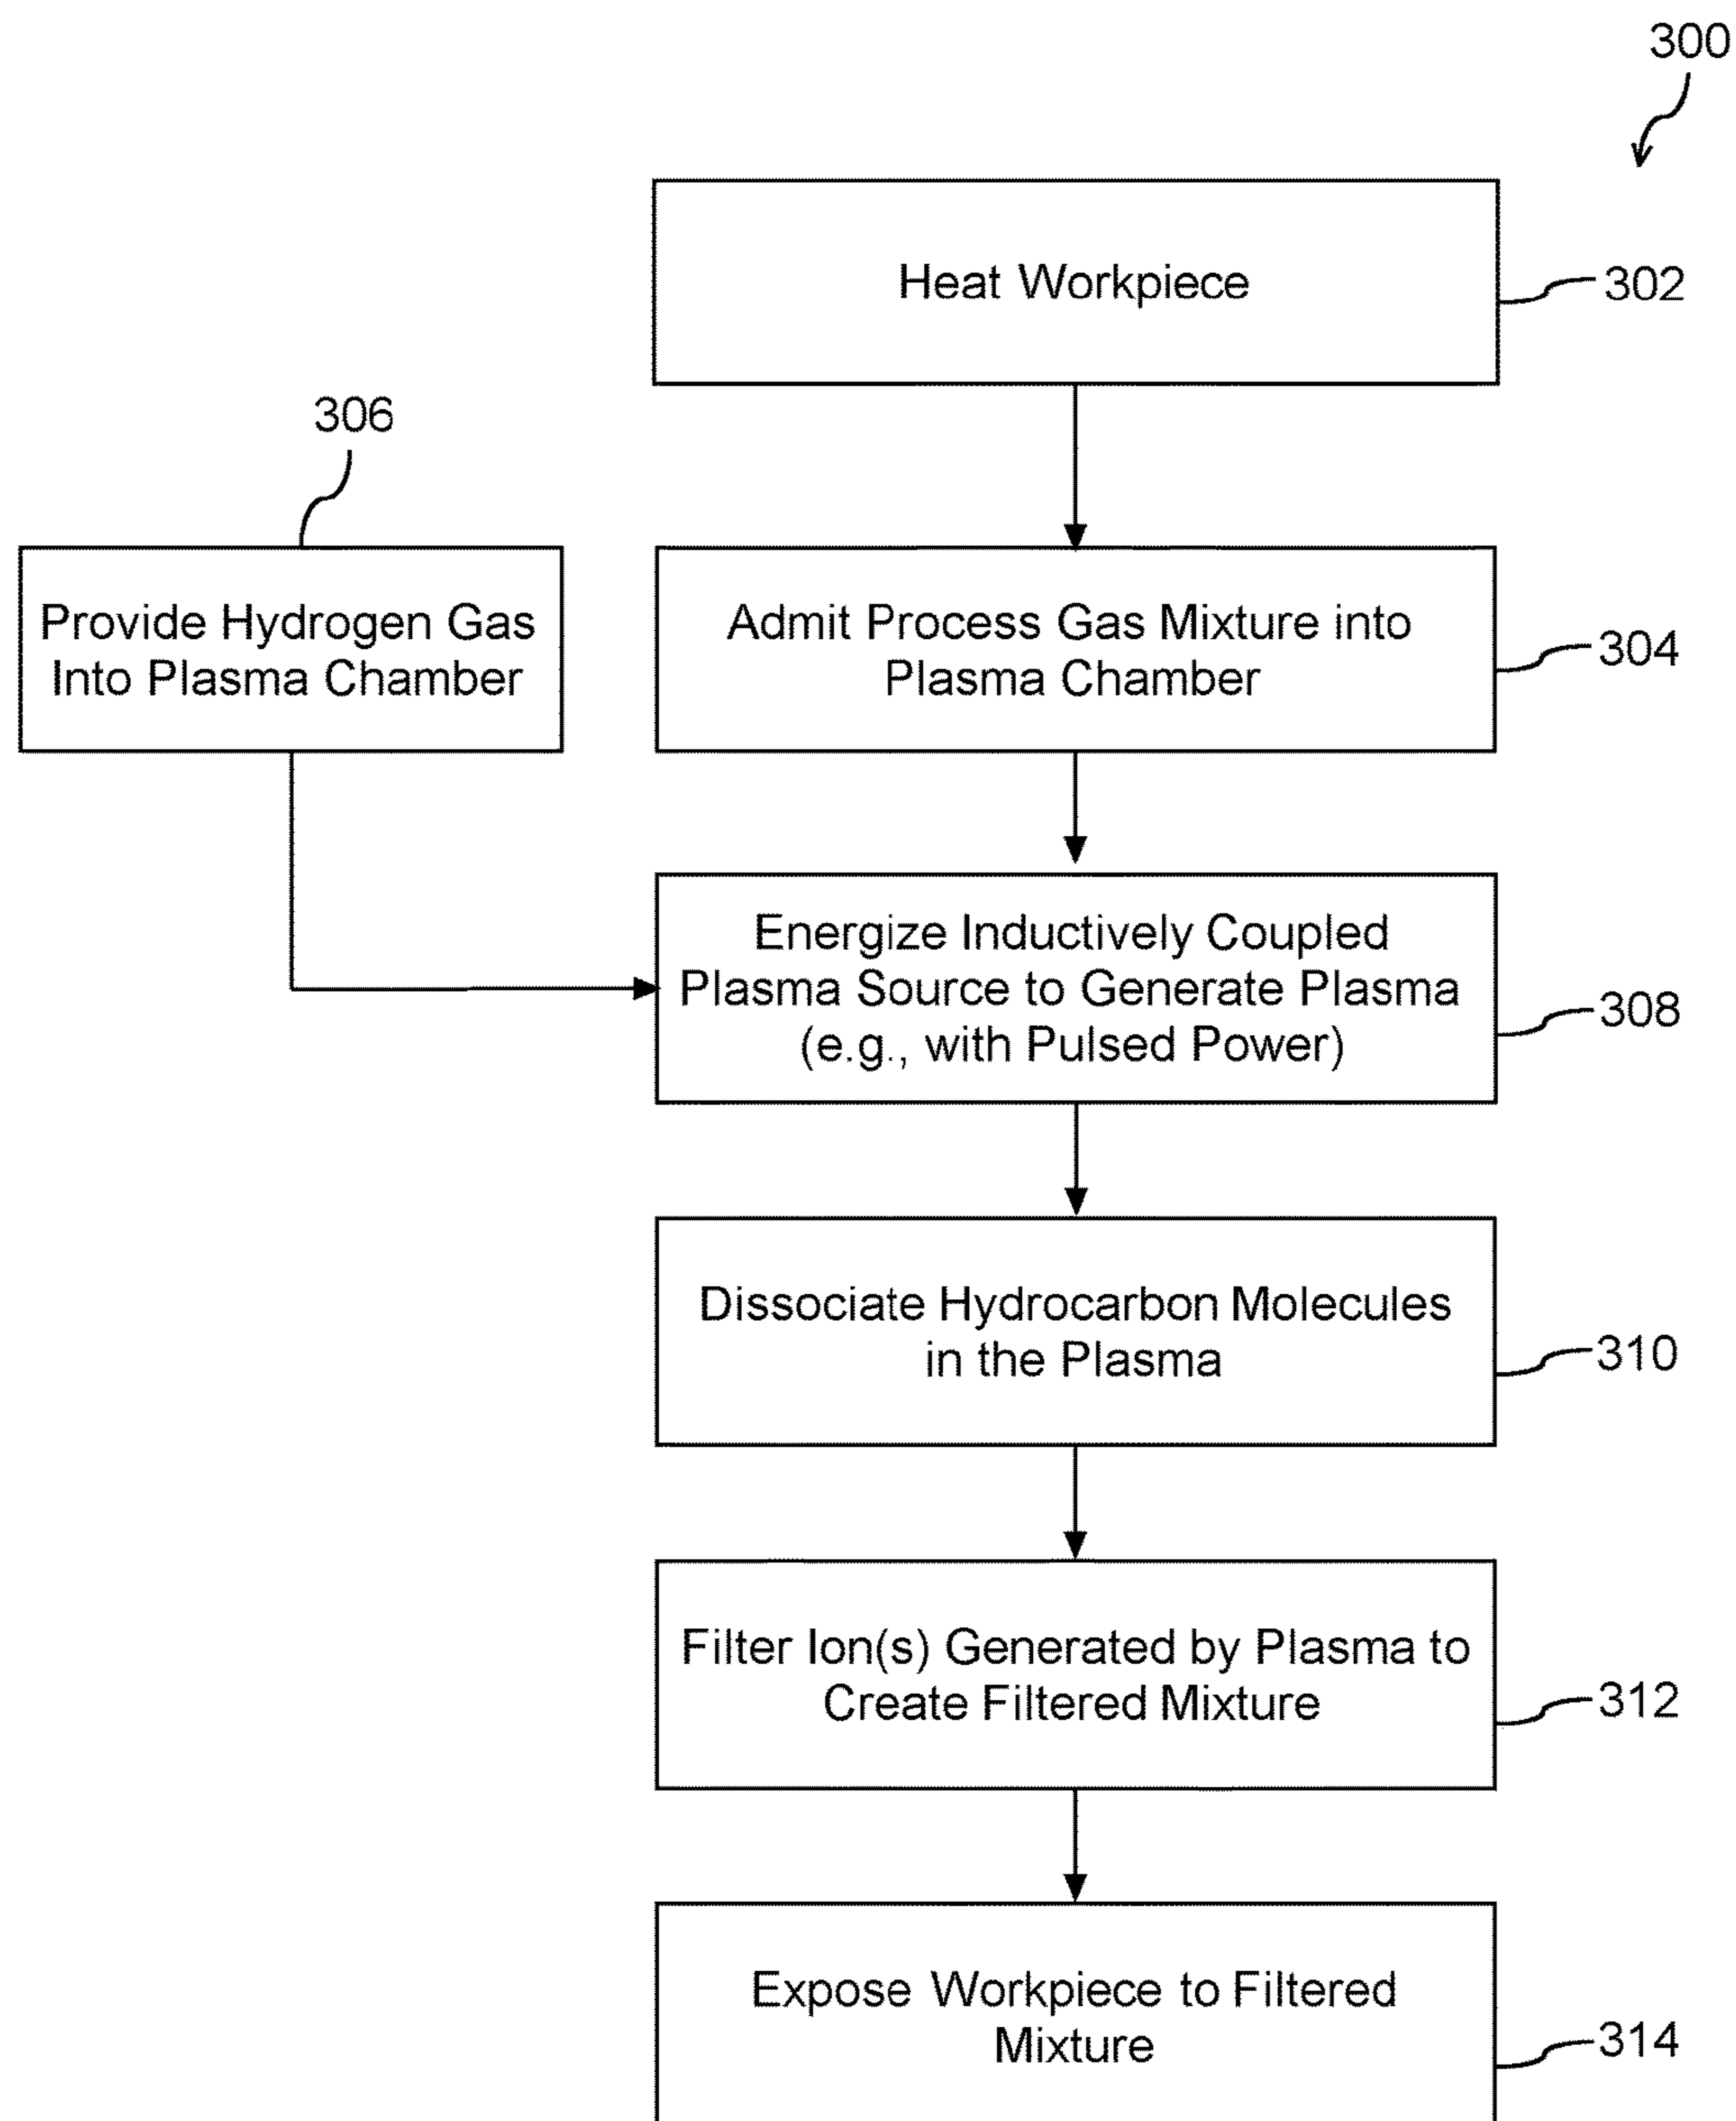 300
Heat Workpiece
302
306
Provide Hydrogen Gas
Into Plasma Chamber
Admit Process Gas Mixture into
Plasma Chamber
304
Energize Inductively Coupled
Plasma Source to Generate Plasma
(e.g., with Pulsed Power)
308
Dissociate Hydrocarbon Molecules
in the Plasma
310
Filter Ion(s) Generated by Plasma to
Create Filtered Mixture
312
Expose Workpiece to Filtered
Mixture
314